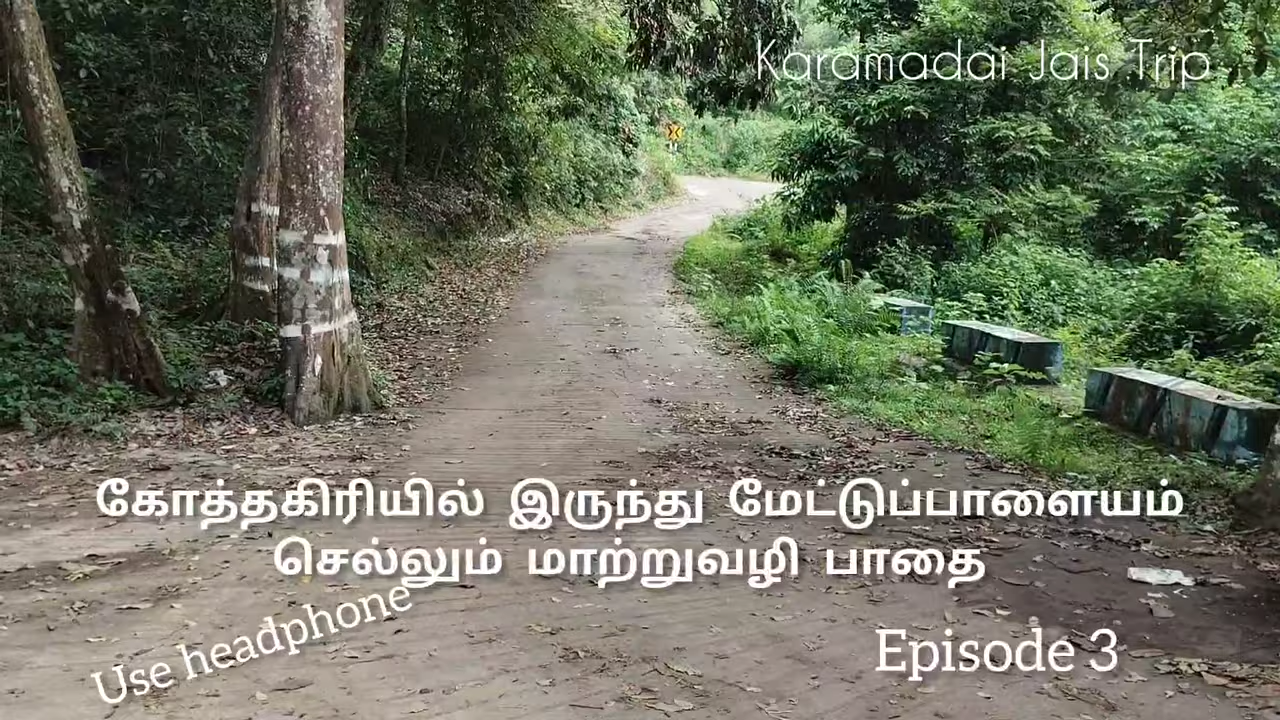 Karamadai Jais Trip
கோத்தகிரியில் இருந்து மேட்டுப்பாளையம்
செல்லும் மாற்றுவழி பாதை
Use headphone
Episode 3